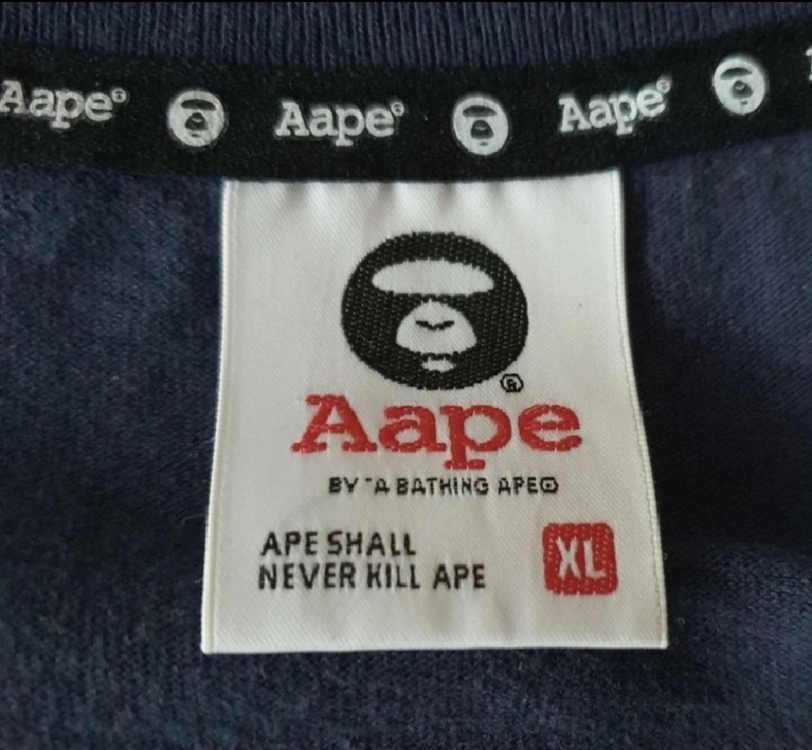 Aape® Aape® Aape®
®
Aape
BY *A BATHING APE®
APE SHALL
NEVER KILL APE
XL